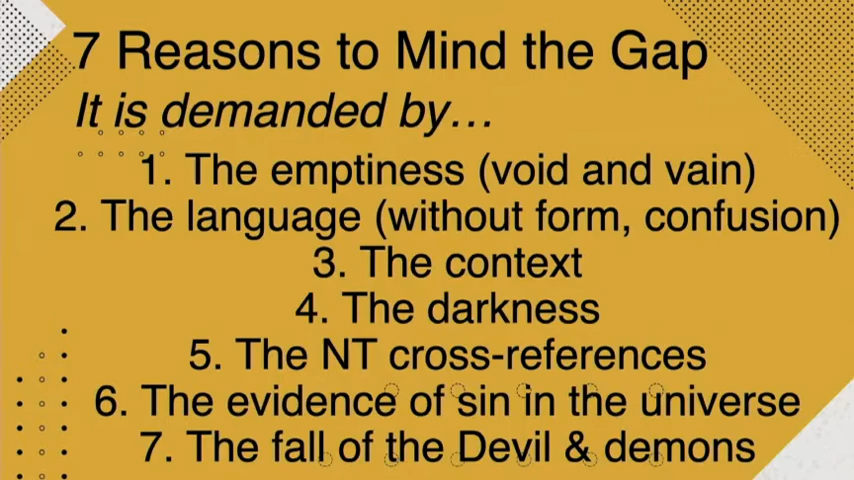 7 Reasons to Mind the Gap
It is demanded by…
1. The emptiness (void and vain)
2. The language (without form, confusion)
3. The context
4. The darkness
5. The NT cross-references
6. The evidence of sin in the universe
7. The fall of the Devil & demons